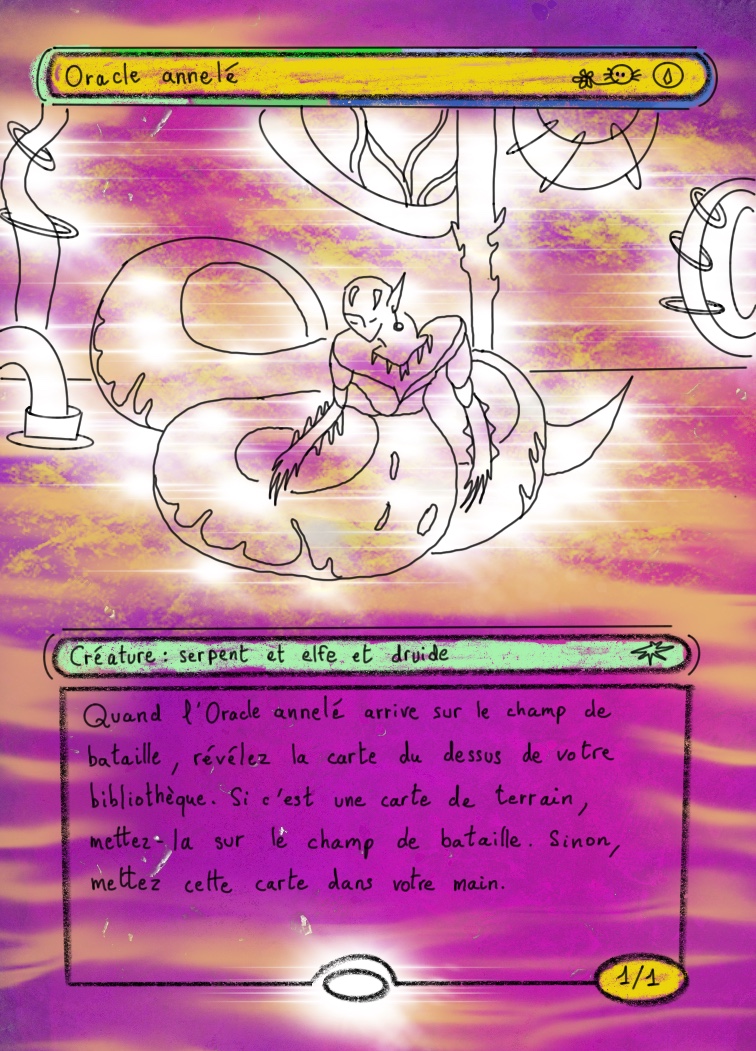 Oracle annelé
Créature : serpent et elfe et druide
Quand l'Oracle annelé arrive sur le champ de
bataille, révélez la carte du dessus de votre
bibliothèque. Si c'est une carte de terrain,
mettez-la sur le champ de bataille. Sinon,
mettez cette carte dans votre main.
1/1